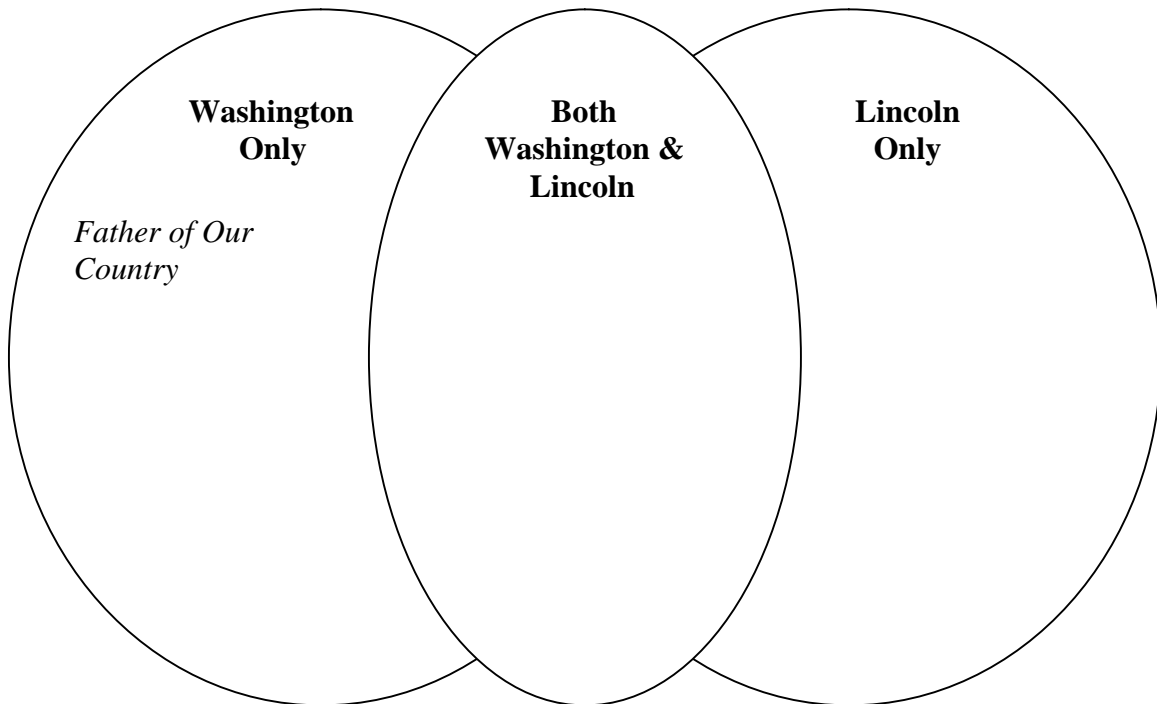 Washington
Only
Both
Washington &
Lincoln
Lincoln
Only
Father of Our
Country